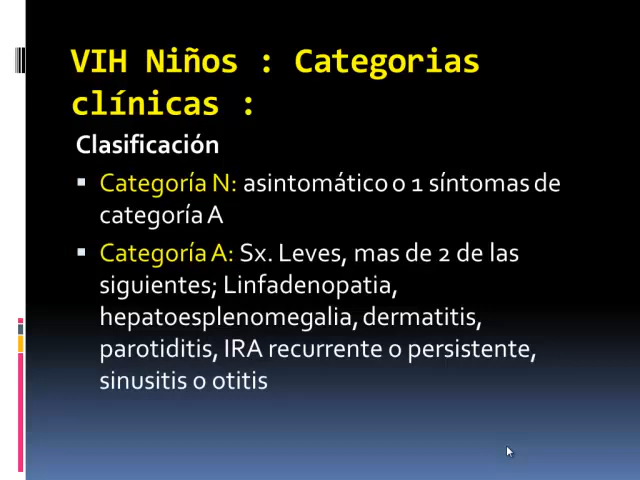 VIH Niños : Categorias
clínicas :
Clasificación
Categoría N: asintomático o 1 síntomas de
categoría A
Categoría A: Sx. Leves, mas de 2 de las
siguientes; Linfadenopatia,
hepatoesplenomegalia, dermatitis,
parotiditis, IRA recurrente o persistente,
sinusitis o otitis